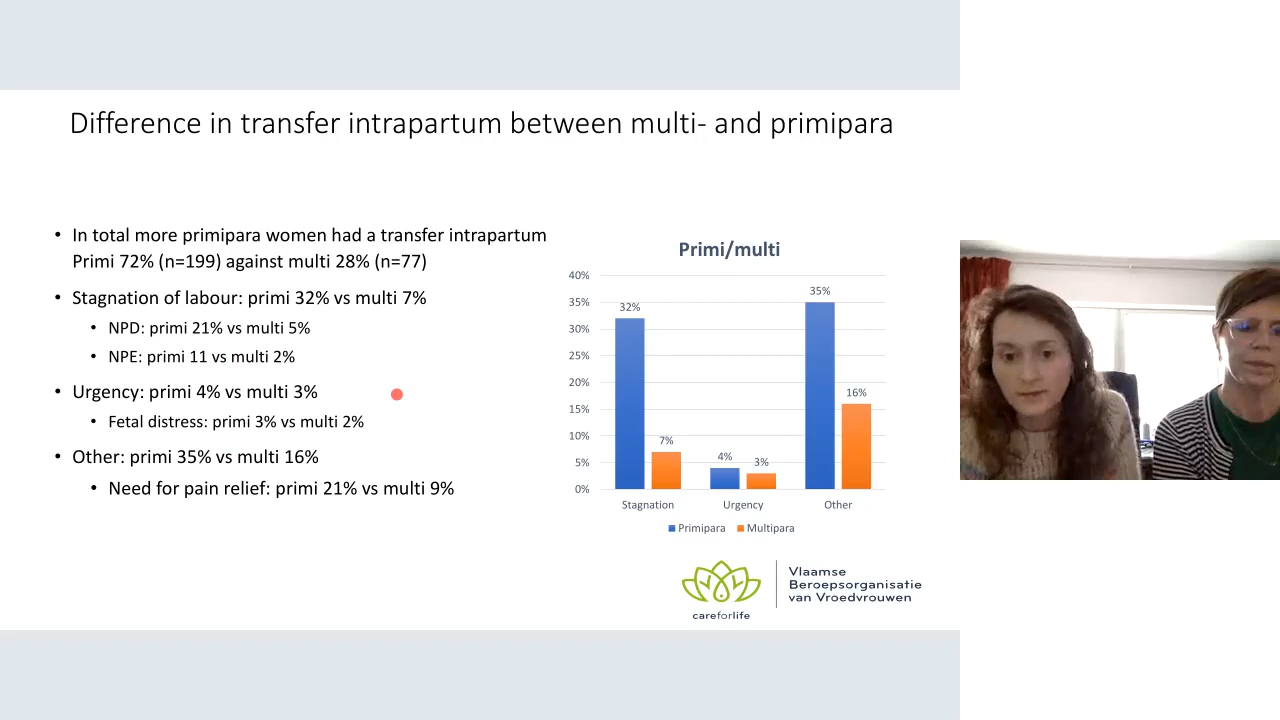 Difference in transfer intrapartum between multi- and primipara
• In total more primipara women had a transfer intrapartum
Primi 72% (n=199) against multi 28% (n=77)
• Stagnation of labour: primi 32% vs multi 7%
• NPD: primi 21% vs multi 5%
• NPE: primi 11 vs multi 2%
• Urgency: primi 4% vs multi 3%
• Fetal distress: primi 3% vs multi 2%
• Other: primi 35% vs multi 16%
• Need for pain relief: primi 21% vs multi 9%
Primi/multi
40%
35%
30%
25%
20%
15%
10%
5%
0%
32%
7%
4%
3%
35%
16%
Stagnation
Urgency
Other
Primipara
Multipara
careforlife
Vlaamse
Beroepsorganisatie
van Vroedvrouwen